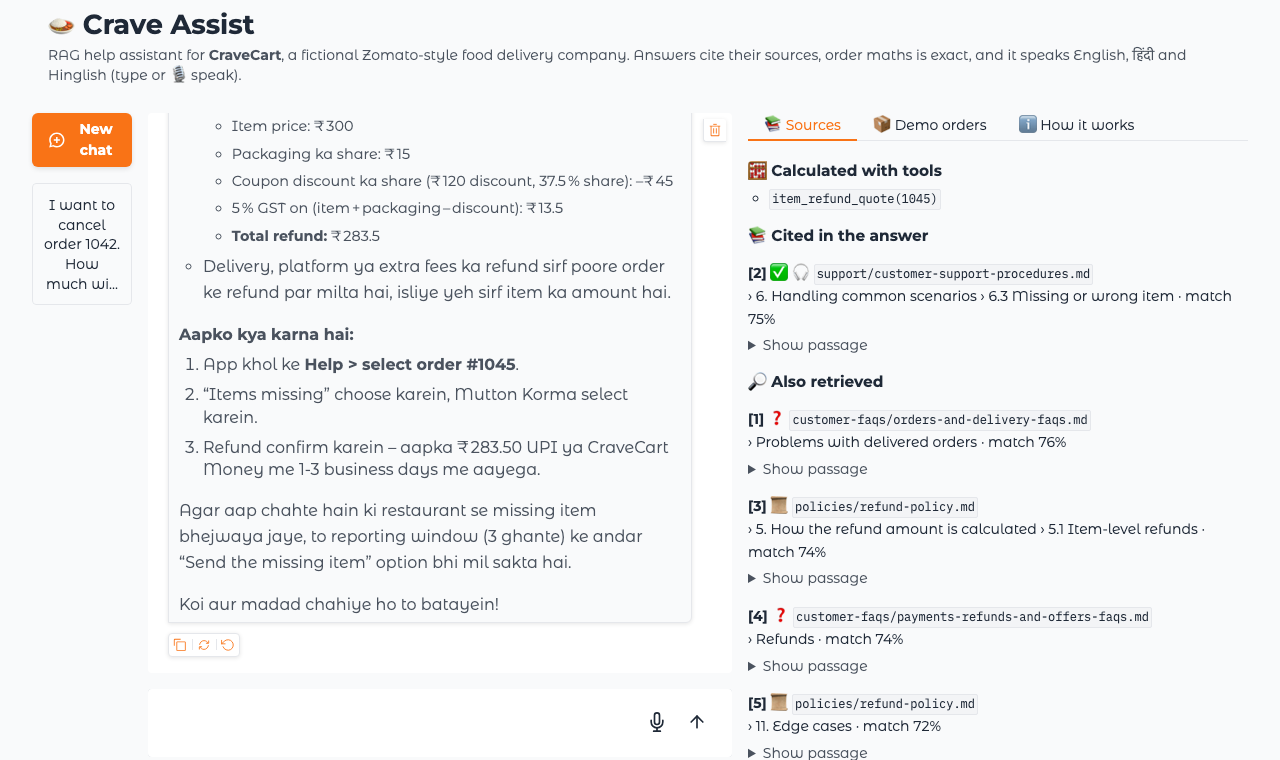 Crave Assist
RAG help assistant for CraveCart, a fictional Zomato-style food delivery company. Answers cite their sources, order maths is exact, and it speaks English, हिंदी and
Hinglish (type or 🎙️ speak).
New
chat
I want to
cancel
order 1042.
How
much wi...
Item price: ₹300
Packaging ka share: ₹15
Coupon discount ka share (₹120 discount, 37.5% share): –₹45
5% GST on (item+packaging–discount): ₹13.5
Total refund: ₹283.5
Delivery, platform ya extra fees ka refund sirf poore order
ke refund par milta hai, isliye yeh sirf item ka amount hai.
Aapko kya karna hai:
1. App khol ke Help > select order #1045.
2. “Items missing” choose karein, Mutton Korma select
karein.
3. Refund confirm karein – aapka ₹283.50 UPI ya CraveCart
Money me 1-3 business days me aayega.
Agar aap chahte hain ki restaurant se missing item
bhejwaya jaye, to reporting window (3 ghante) ke andar
“Send the missing item” option bhi mil sakta hai.
Koi aur madad chahiye ho to batayein!
Sources
Demo orders
How it works
Calculated with tools
item_refund_quote(1045)
Cited in the answer
[2] ✅ 🎧 support/customer-support-procedures.md
› 6. Handling common scenarios › 6.3 Missing or wrong item · match
75%
Show passage
Also retrieved
[1] ❓ customer-faqs/orders-and-delivery-faqs.md
› Problems with delivered orders · match 76%
Show passage
[3] 📜 policies/refund-policy.md
› 5. How the refund amount is calculated › 5.1 Item-level refunds ·
match 74%
Show passage
[4] ❓ customer-faqs/payments-refunds-and-offers-faqs.md
› Refunds · match 74%
Show passage
[5] 📜 policies/refund-policy.md
› 11. Edge cases · match 72%
Show passage